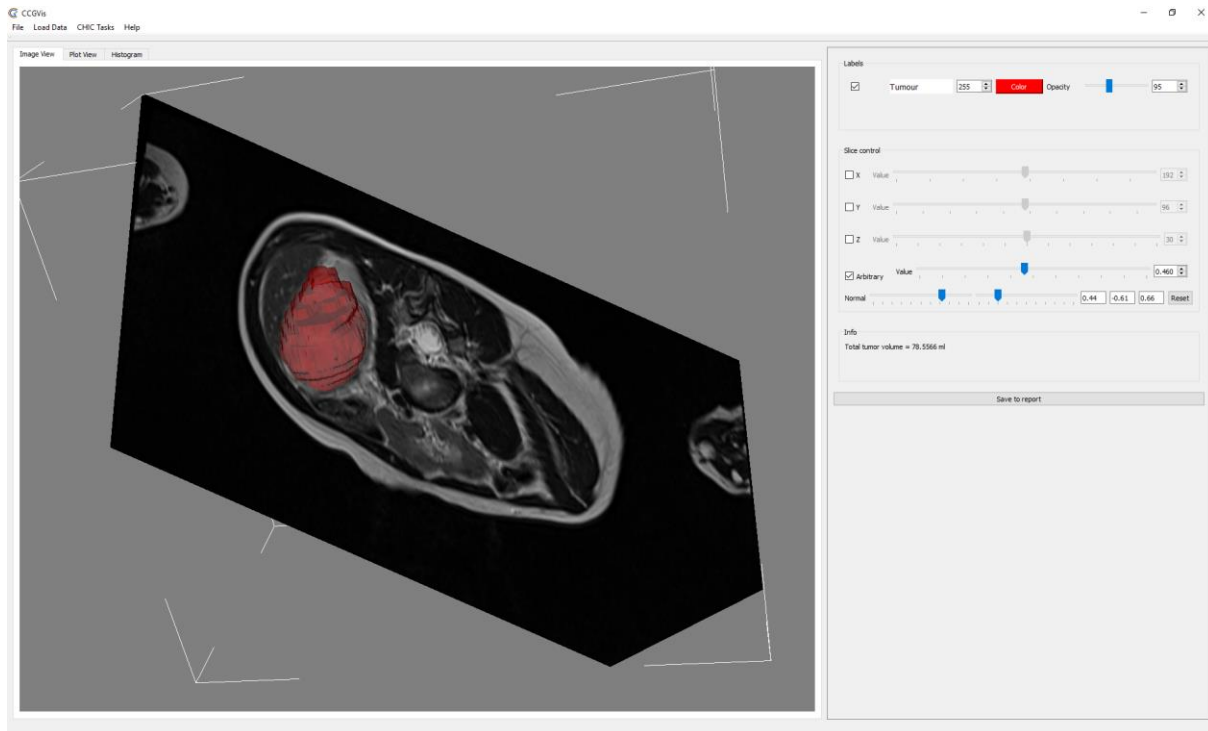 CCGVis
File Load Data CHIC Tasks Help
Image View Plot View Histogram
Labels
Tumour 255 Color Opacity 95
Slice control
X Value 192
Y Value 96
Z Value 30
Arbitrary Value 0.460
Normal 0.44 -0.61 0.66 Reset
Info
Total tumor volume = 78.5566 ml
Save to report